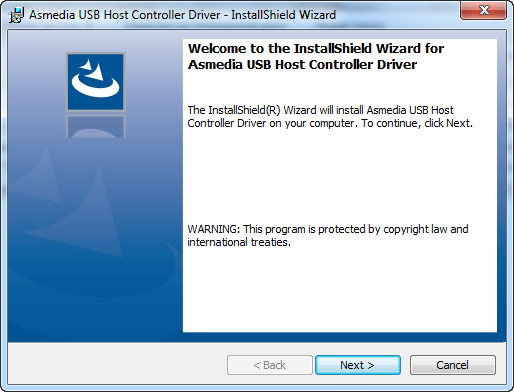 Asmedia USB Host Controller Driver - InstallShield Wizard
Welcome to the InstallShield Wizard for
Asmedia USB Host Controller Driver
The InstallShield(R) Wizard will install Asmedia USB Host
Controller Driver on your computer. To continue, click Next.
WARNING: This program is protected by copyright law and
international treaties.
< Back
Next >
Cancel